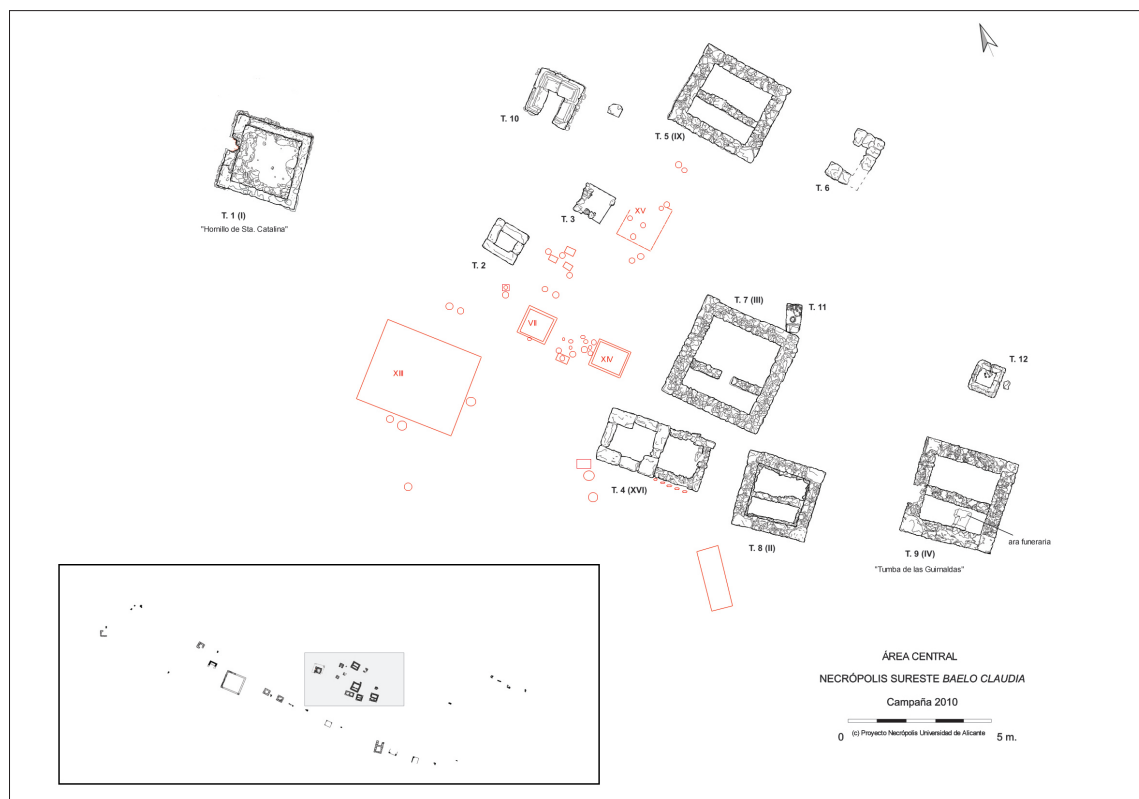 T. 10
T. 5 (IX)
T. 6
T. 1 (I)
"Hornillo de Sta. Catalina"
T. 3
XV
T. 2
VII
XIV
XIII
T. 7 (III)
T. 11
T. 12
T. 4 (XVI)
T. 8 (II)
T. 9 (IV)
ara funeraria
"Tumba de las Guirnaldas"
ÁREA CENTRAL
NECRÓPOLIS SURESTE BAELO CLAUDIA
Campaña 2010
0 (c) Proyecto Necrópolis Universidad de Alicante 5 m.